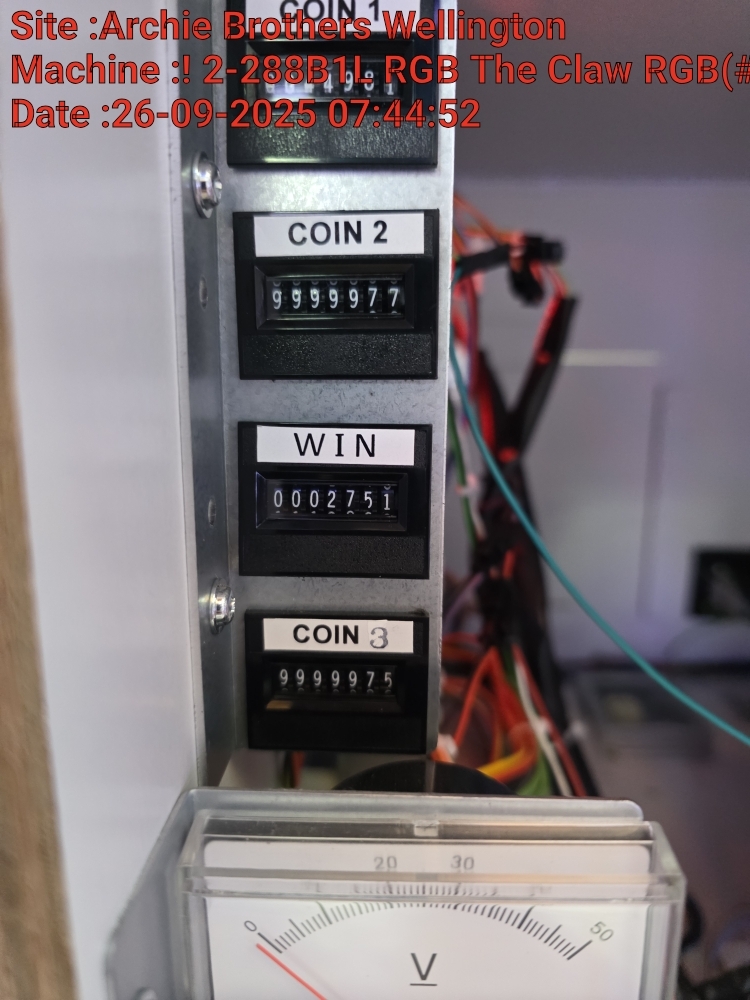 COIN 1
Site :Archie Brothers Wellington
Machine :! 2-288B1L RGB The Claw RGB(#
Date :26-09-2025 07:44:52
COIN 2
9999977
WIN
0002751
COIN 3
9999975
20 30
0 50
V